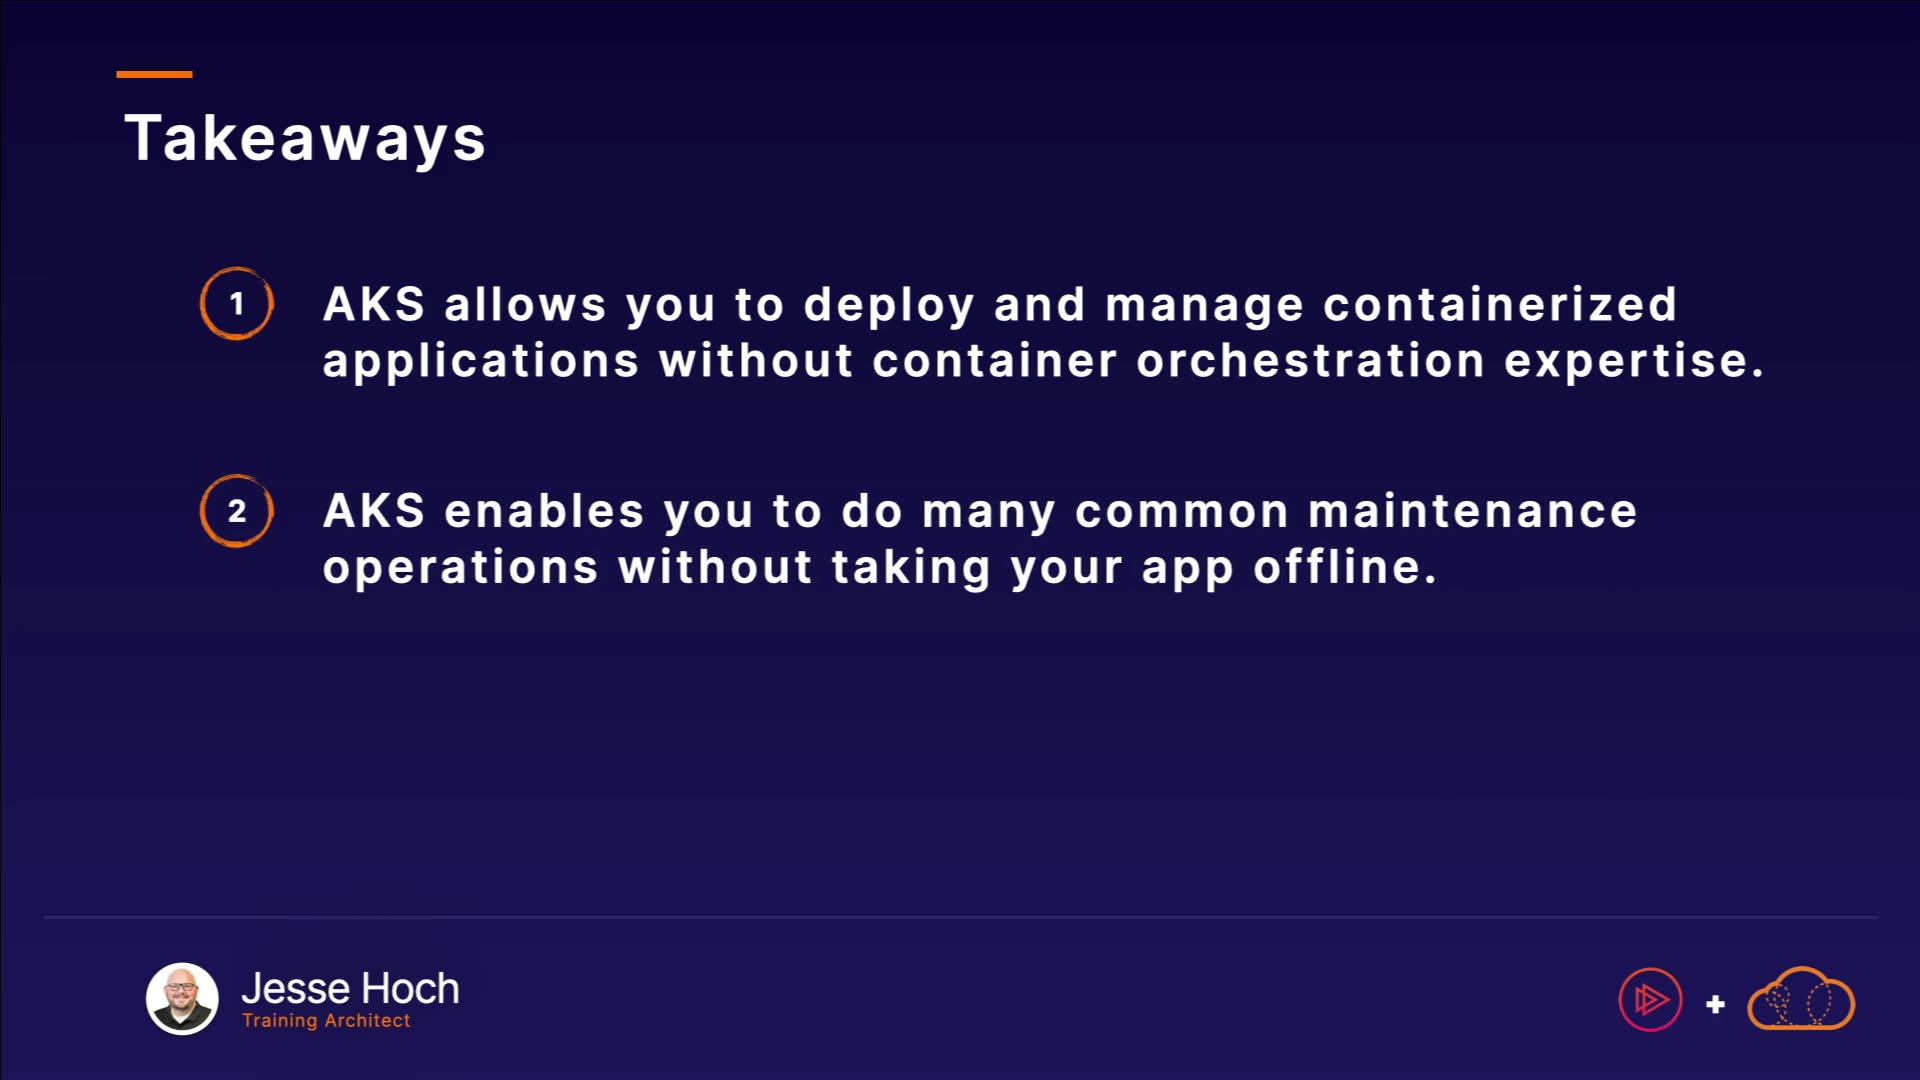 Takeaways
1
AKS allows you to deploy and manage containerized
applications without container orchestration expertise.
2
AKS enables you to do many common maintenance
operations without taking your app offline.
Jesse Hoch
Training Architect
+